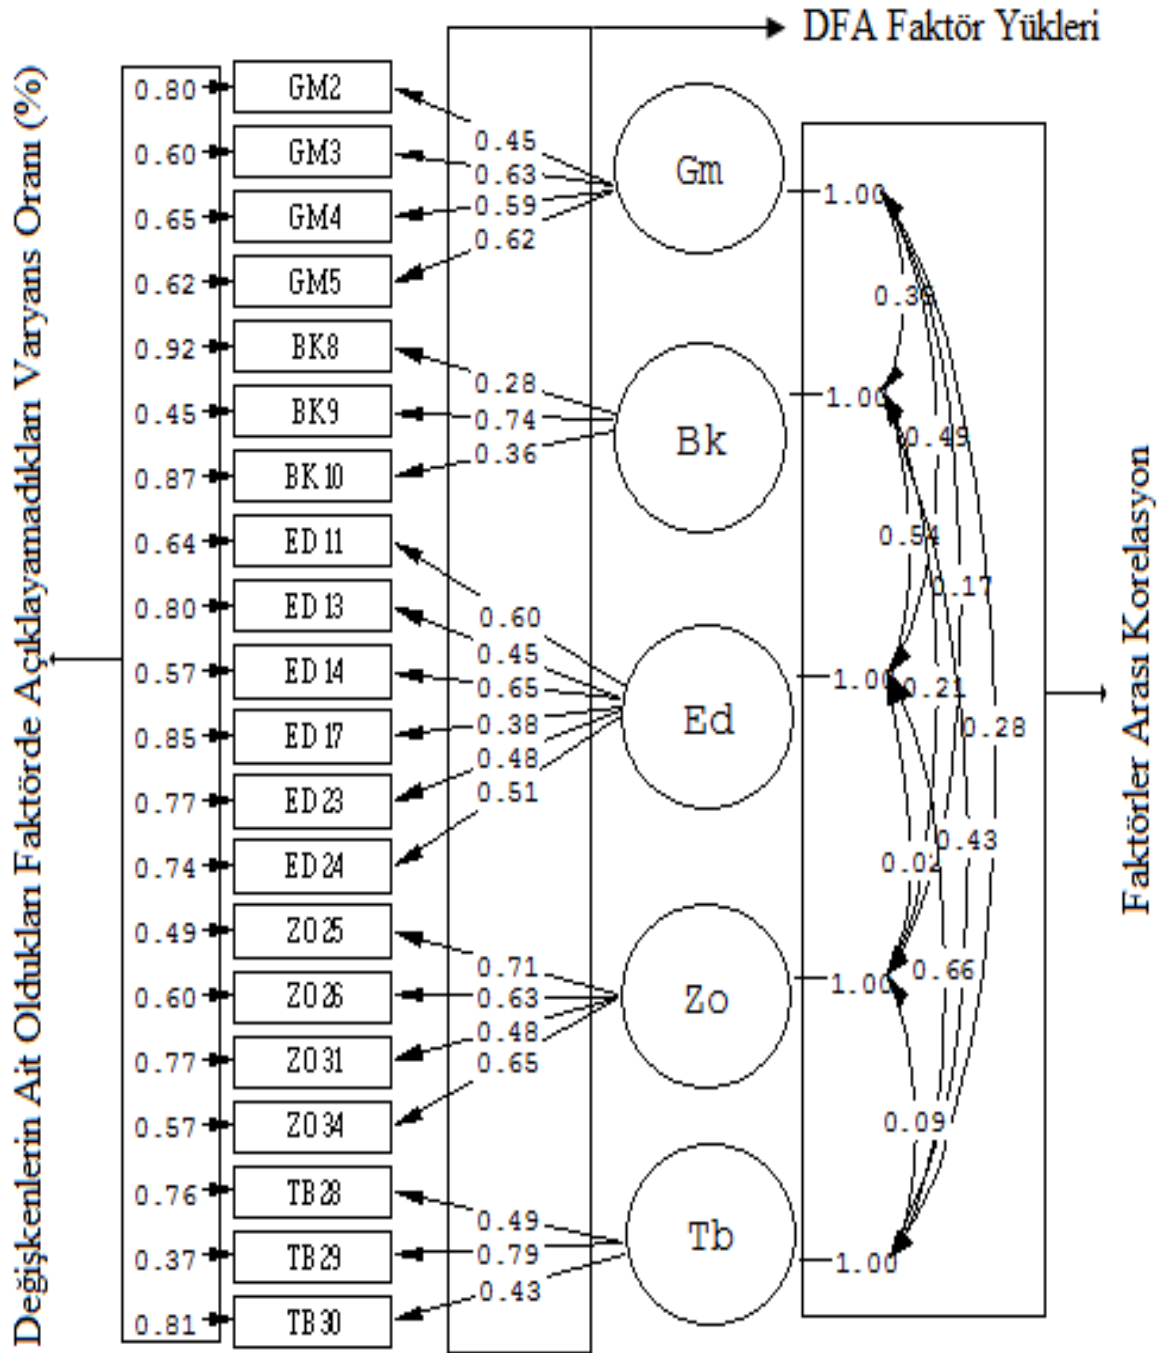 DFA Faktör Yükleri
Değişkenlerin Ait Oldukları Faktörde Açıklayamadıkları Varyans Oranı (%)
0.80 GM2
0.60 GM3
0.65 GM4
0.62 GM5
0.92 BK8
0.45 BK9
0.87 BK10
0.64 ED11
0.80 ED13
0.57 ED14
0.85 ED17
0.77 ED23
0.74 ED24
0.49 ZO25
0.60 ZO26
0.77 ZO31
0.57 ZO34
0.76 TB28
0.37 TB29
0.81 TB30
0.45
0.63
0.59
0.62
0.28
0.74
0.36
0.60
0.45
0.65
0.38
0.48
0.51
0.71
0.63
0.48
0.65
0.49
0.79
0.43
Gm
Bk
Ed
Zo
Tb
1.00
1.00
0.49
0.54
0.17
1.00
0.21
0.28
0.43
0.02
0.66
1.00
0.09
1.00
Faktörler Arası Korelasyon